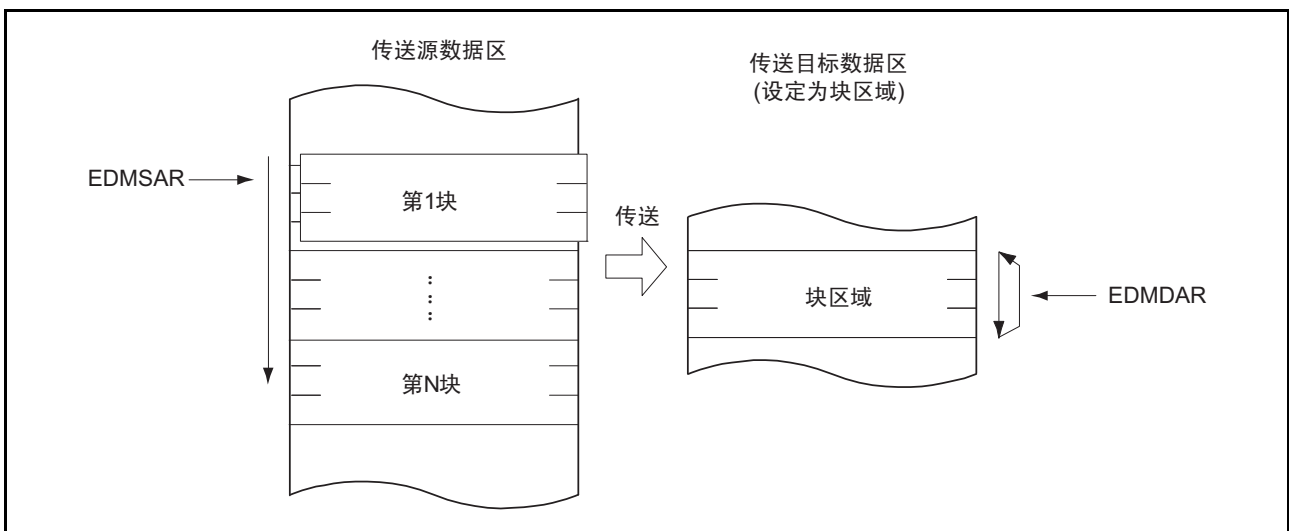 传送源数据区
传送目标数据区
(设定为块区域)
EDMSAR
第1块
传送
块区域
EDMDAR
第N块